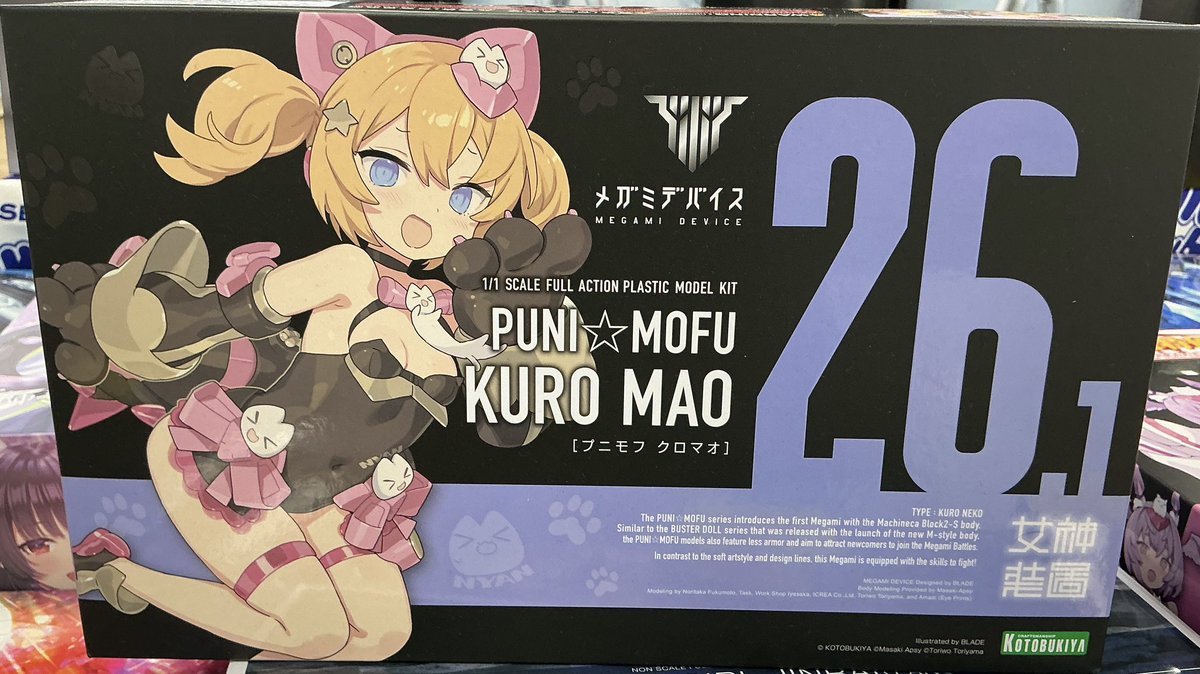 メガミデバイス
MEGAMI DEVICE
26.1
1/1 SCALE FULL ACTION PLASTIC MODEL KIT
PUNI☆MOFU
KURO MAO
[プニモフ クロマオ]
TYPE : KURO NEKO
The PUNI☆MOFU series introduces the first Megami with the Machineca Block2-S body.
Similar to the BUSTER DOLL series that was released with the launch of the new M-style body,
the PUNI☆MOFU models also feature less armor and aim to attract newcomers to join the Megami Battles.
In contrast to the soft artstyle and design lines, this Megami is equipped with the skills to fight!
女神
装置
NYAN
NYAN
MEGAMI DEVICE Designed by BLADE
Body Modeling Provided by Masaki-Apsy
Modeling by Noritaka Fukumoto, Task, Work Shop Iyesaka, ICREA Co.,Ltd. Toriwo Toriyama, and Amasi (Eye Prints)
Illustrated by BLADE
© KOTOBUKIYA ©Masaki Apsy ©Toriwo Toriyama
CRAFTSMANSHIP
KOTOBUKIYA